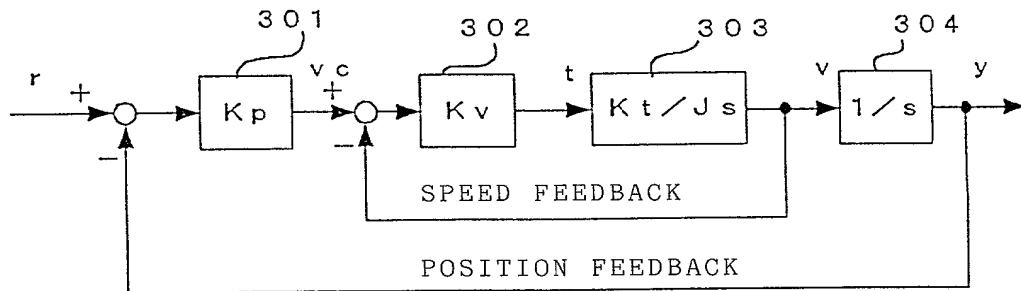 301
302
303
304
r
+
−
Kp
vc
+
−
Kv
t
Kt/Js
v
1/s
y
SPEED FEEDBACK
POSITION FEEDBACK